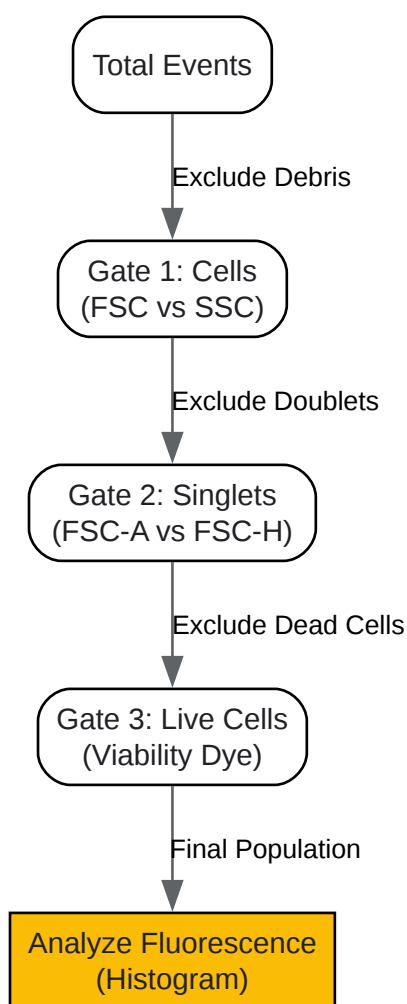 Total Events
Exclude Debris
Gate 1: Cells
(FSC vs SSC)
Exclude Doublets
Gate 2: Singlets
(FSC-A vs FSC-H)
Exclude Dead Cells
Gate 3: Live Cells
(Viability Dye)
Final Population
Analyze Fluorescence
(Histogram)